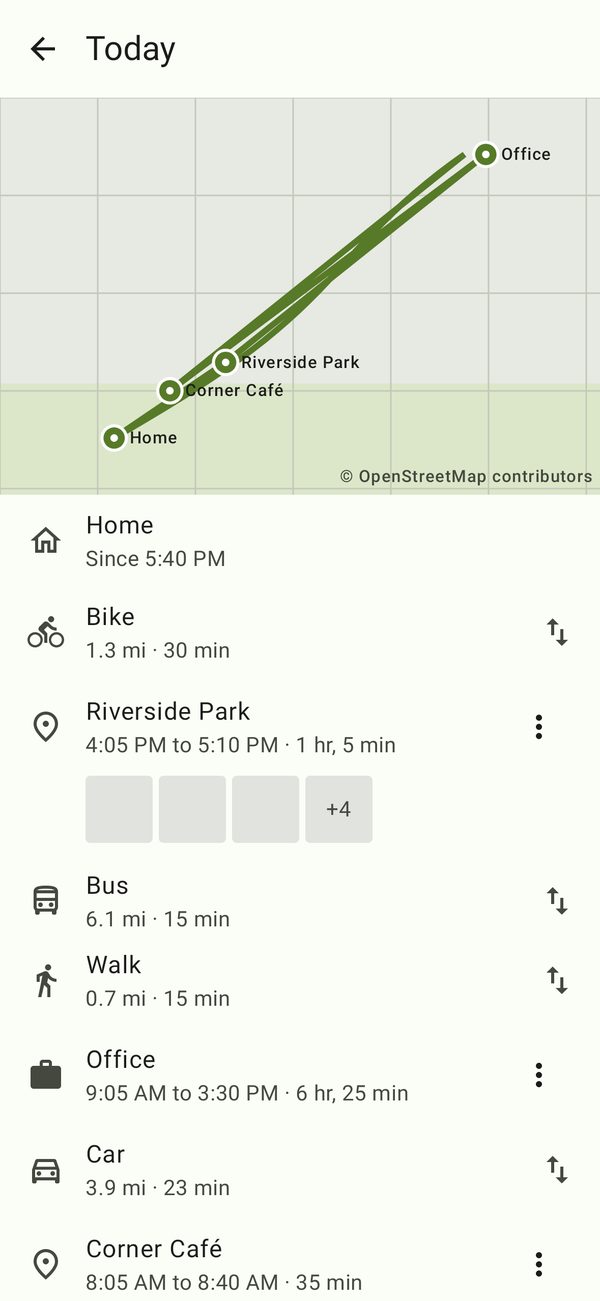 Today
Office
Riverside Park
Corner Café
Home
© OpenStreetMap contributors
Home
Since 5:40 PM
Bike
1.3 mi · 30 min
Riverside Park
4:05 PM to 5:10 PM · 1 hr, 5 min
+4
Bus
6.1 mi · 15 min
Walk
0.7 mi · 15 min
Office
9:05 AM to 3:30 PM · 6 hr, 25 min
Car
3.9 mi · 23 min
Corner Café
8:05 AM to 8:40 AM · 35 min